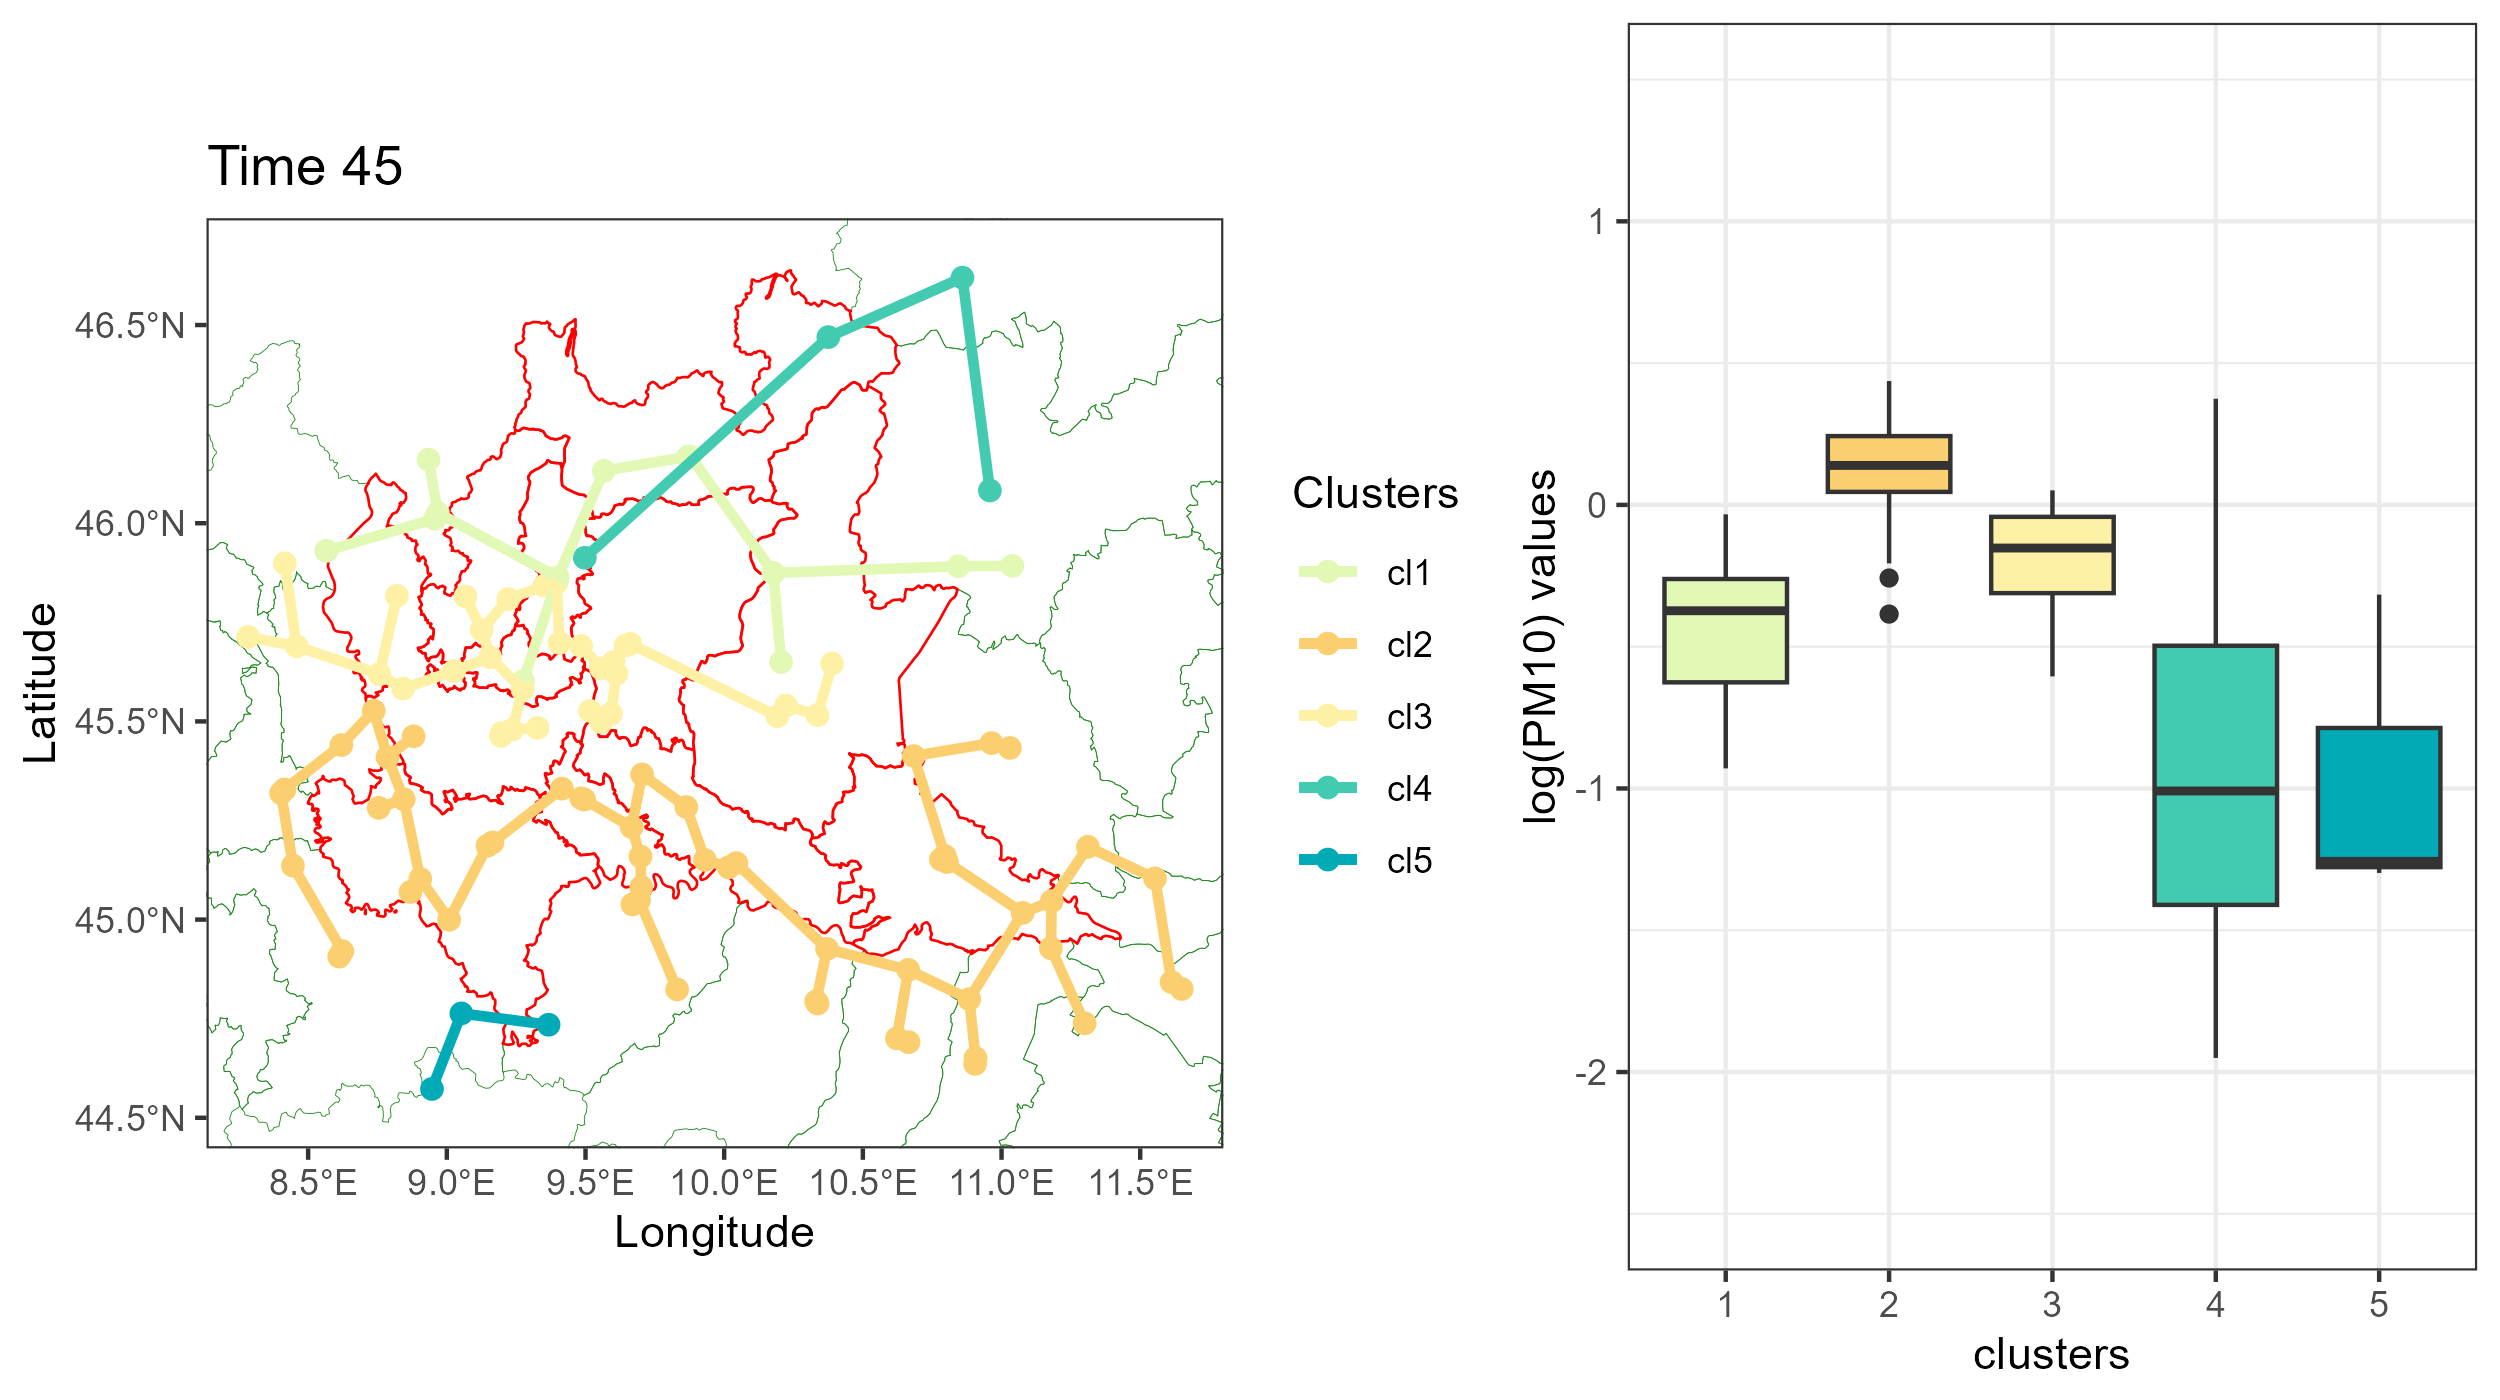 Time 45
46.5°N
46.0°N
45.5°N
45.0°N
44.5°N
Latitude
8.5°E 9.0°E 9.5°E 10.0°E 10.5°E 11.0°E 11.5°E
Longitude
Clusters
cl1
cl2
cl3
cl4
cl5
1
0
-1
-2
log(PM10) values
1 2 3 4 5
clusters